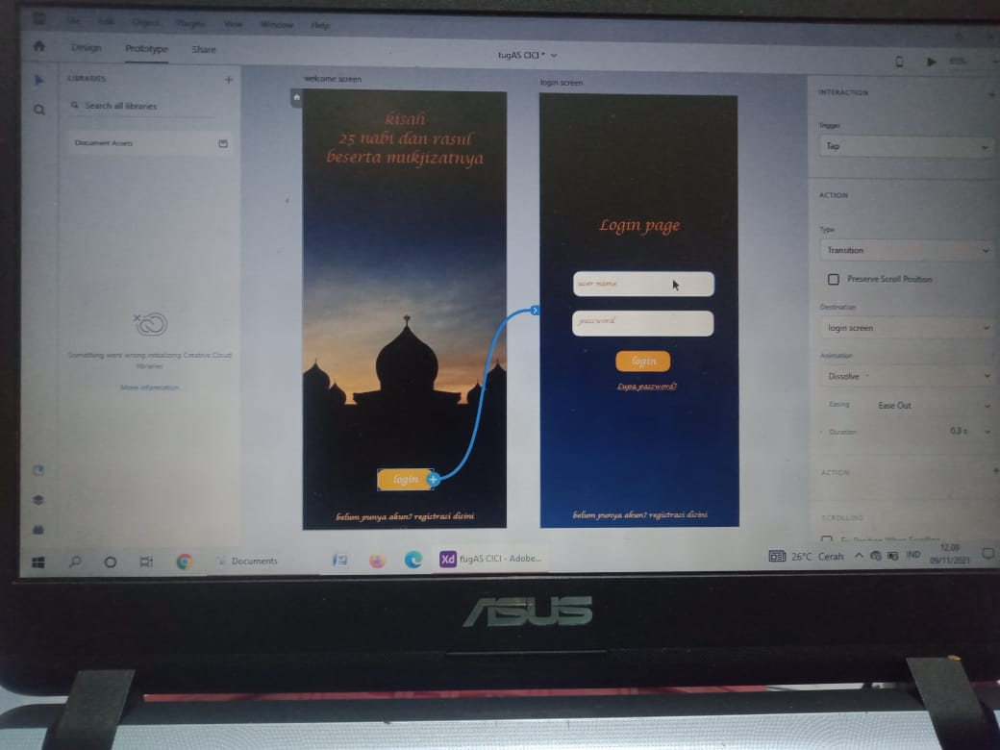 File Edit Object Plugins View Window Help
Design Prototype Share
tugAS CICI *
LIBRARIES
Search all libraries
Document Assets
Something went wrong initializing Creative Cloud
libraries
More information
welcome screen
kisah
25 nabi dan rasul
beserta mukjizatnya
login
belum punya akun? registrasi disini
login screen
Login page
user name
password
login
Lupa password?
belum punya akun? registrasi disini
INTERACTION
Trigger
Tap
ACTION
Type
Transition
Preserve Scroll Position
Destination
login screen
Animation
Dissolve
Easing Ease Out
Duration 0.3 s
ACTION
SCROLLING
Fix Position When Scrolling
Documents
Xd tugAS CICI - Adobe...
26°C Cerah
IND
12.09
09/11/2021
ASUS